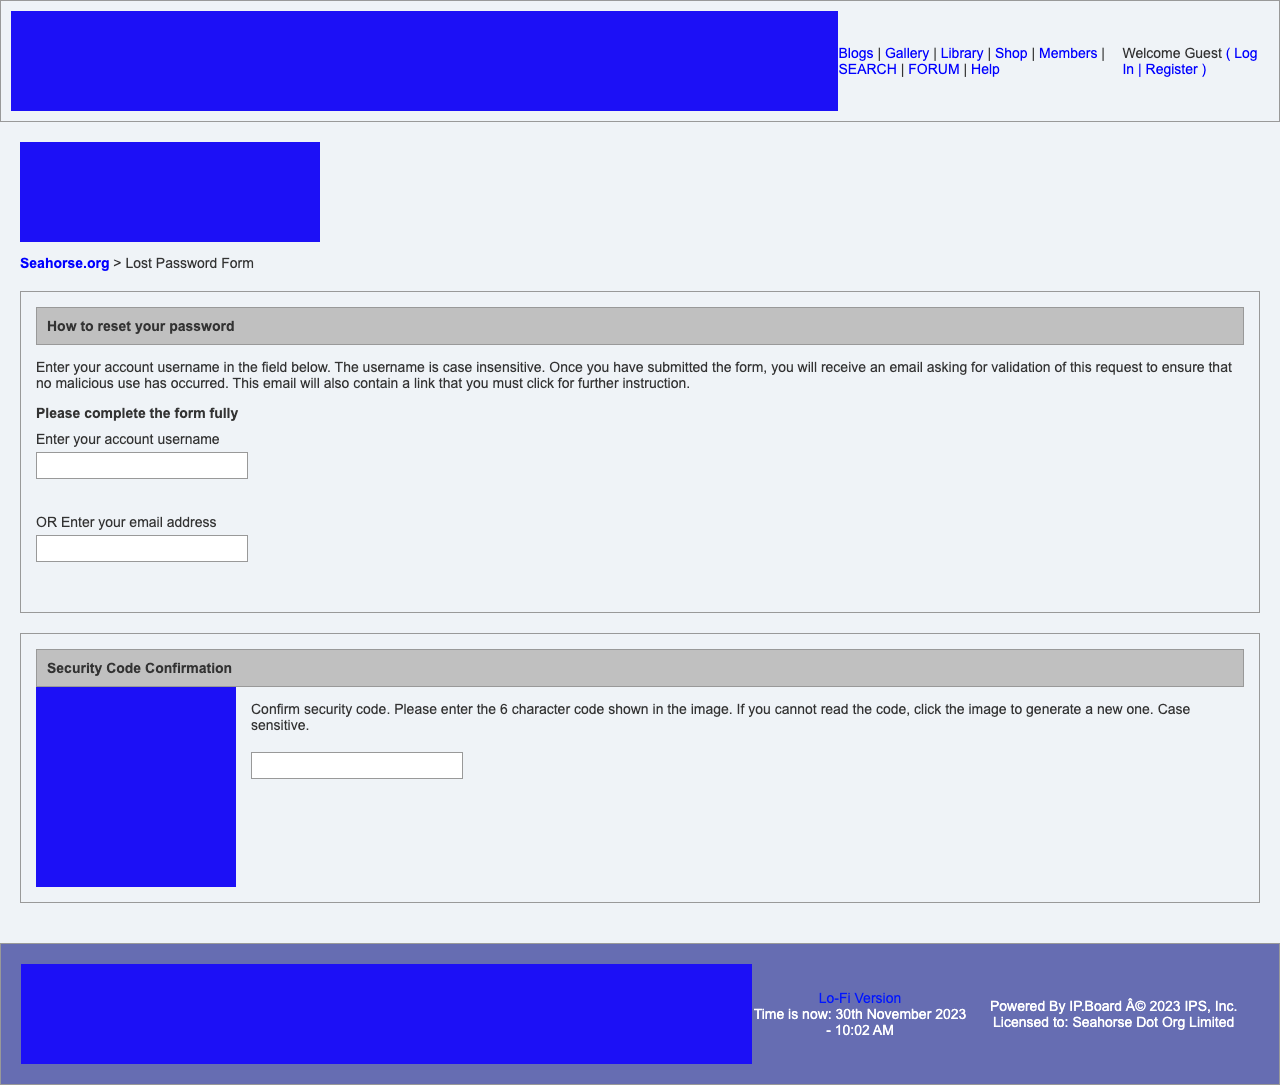 Blogs | Gallery | Library | Shop | Members |
SEARCH | FORUM | Help
Welcome Guest ( Log
In | Register )
Seahorse.org > Lost Password Form
How to reset your password
Enter your account username in the field below. The username is case insensitive. Once you have submitted the form, you will receive an email asking for validation of this request to ensure that
no malicious use has occurred. This email will also contain a link that you must click for further instruction.
Please complete the form fully
Enter your account username
OR Enter your email address
Security Code Confirmation
Confirm security code. Please enter the 6 character code shown in the image. If you cannot read the code, click the image to generate a new one. Case
sensitive.
Lo-Fi Version
Time is now: 30th November 2023
- 10:02 AM
Powered By IP.Board Â© 2023 IPS, Inc.
Licensed to: Seahorse Dot Org Limited